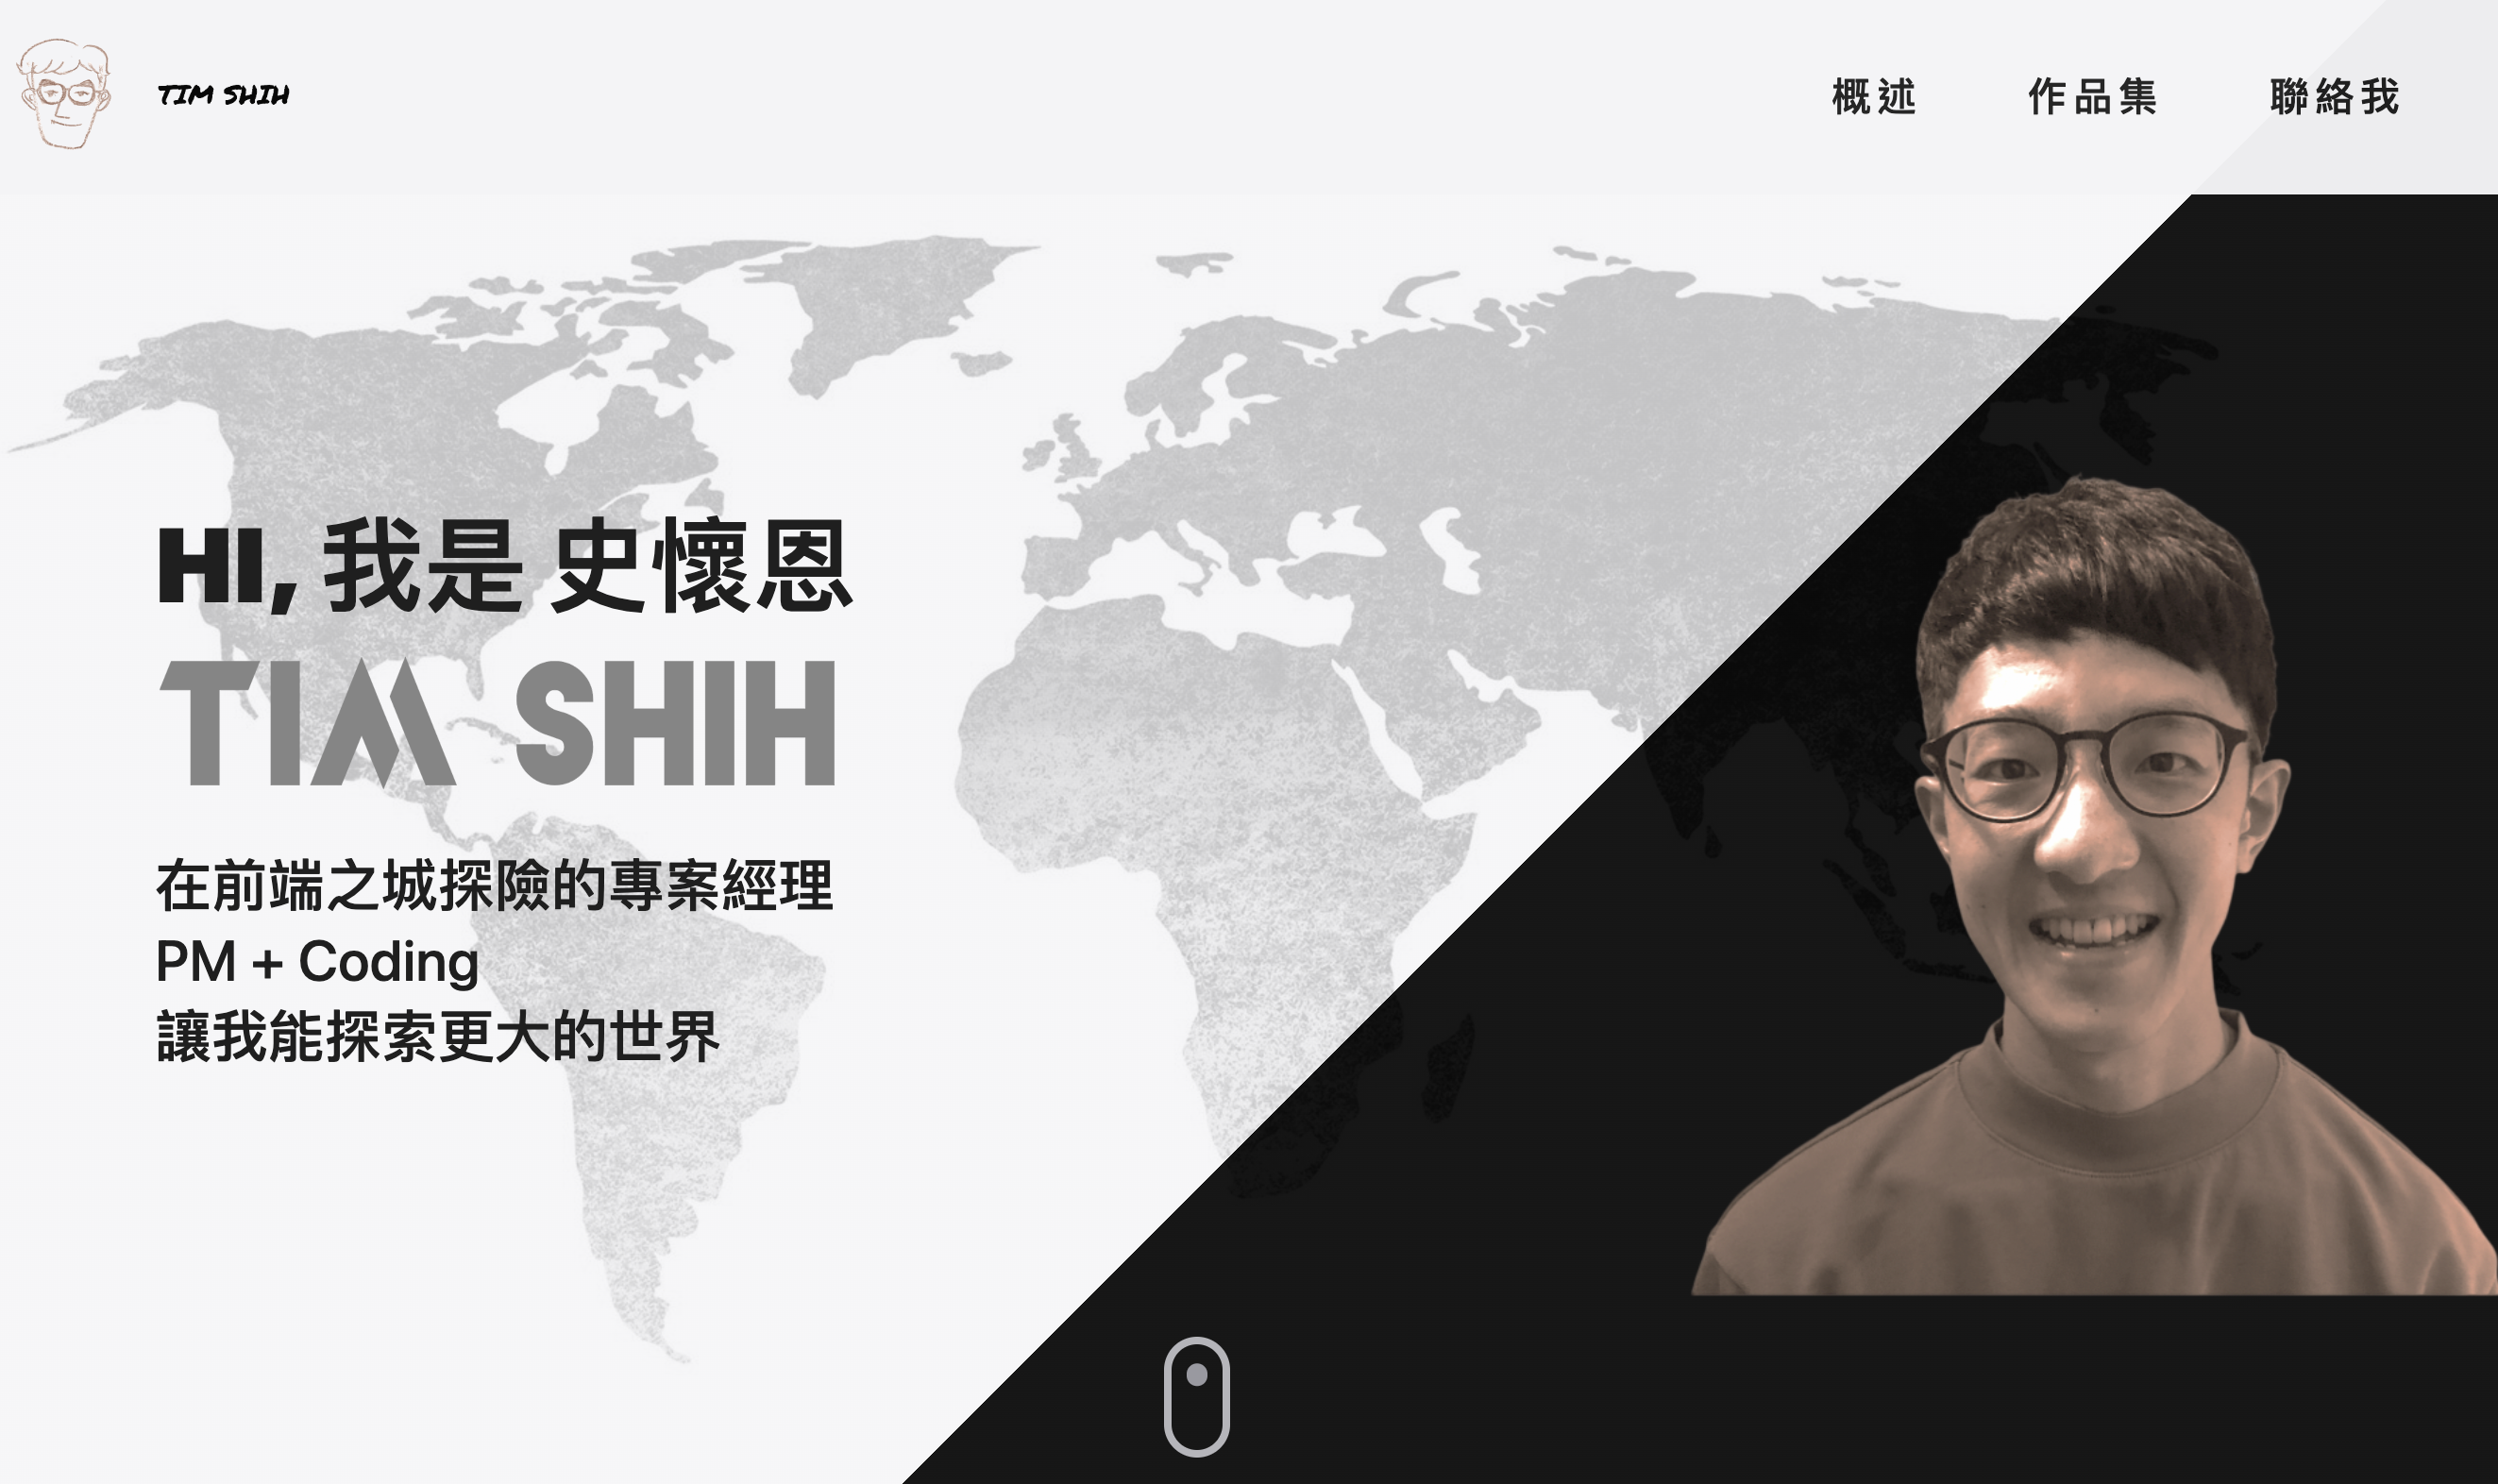 TIM SHIH
概述
作品集
聯絡我
HI, 我是 史懷恩
TIM SHIH
在前端之城探險的專案經理
PM + Coding
讓我能探索更大的世界